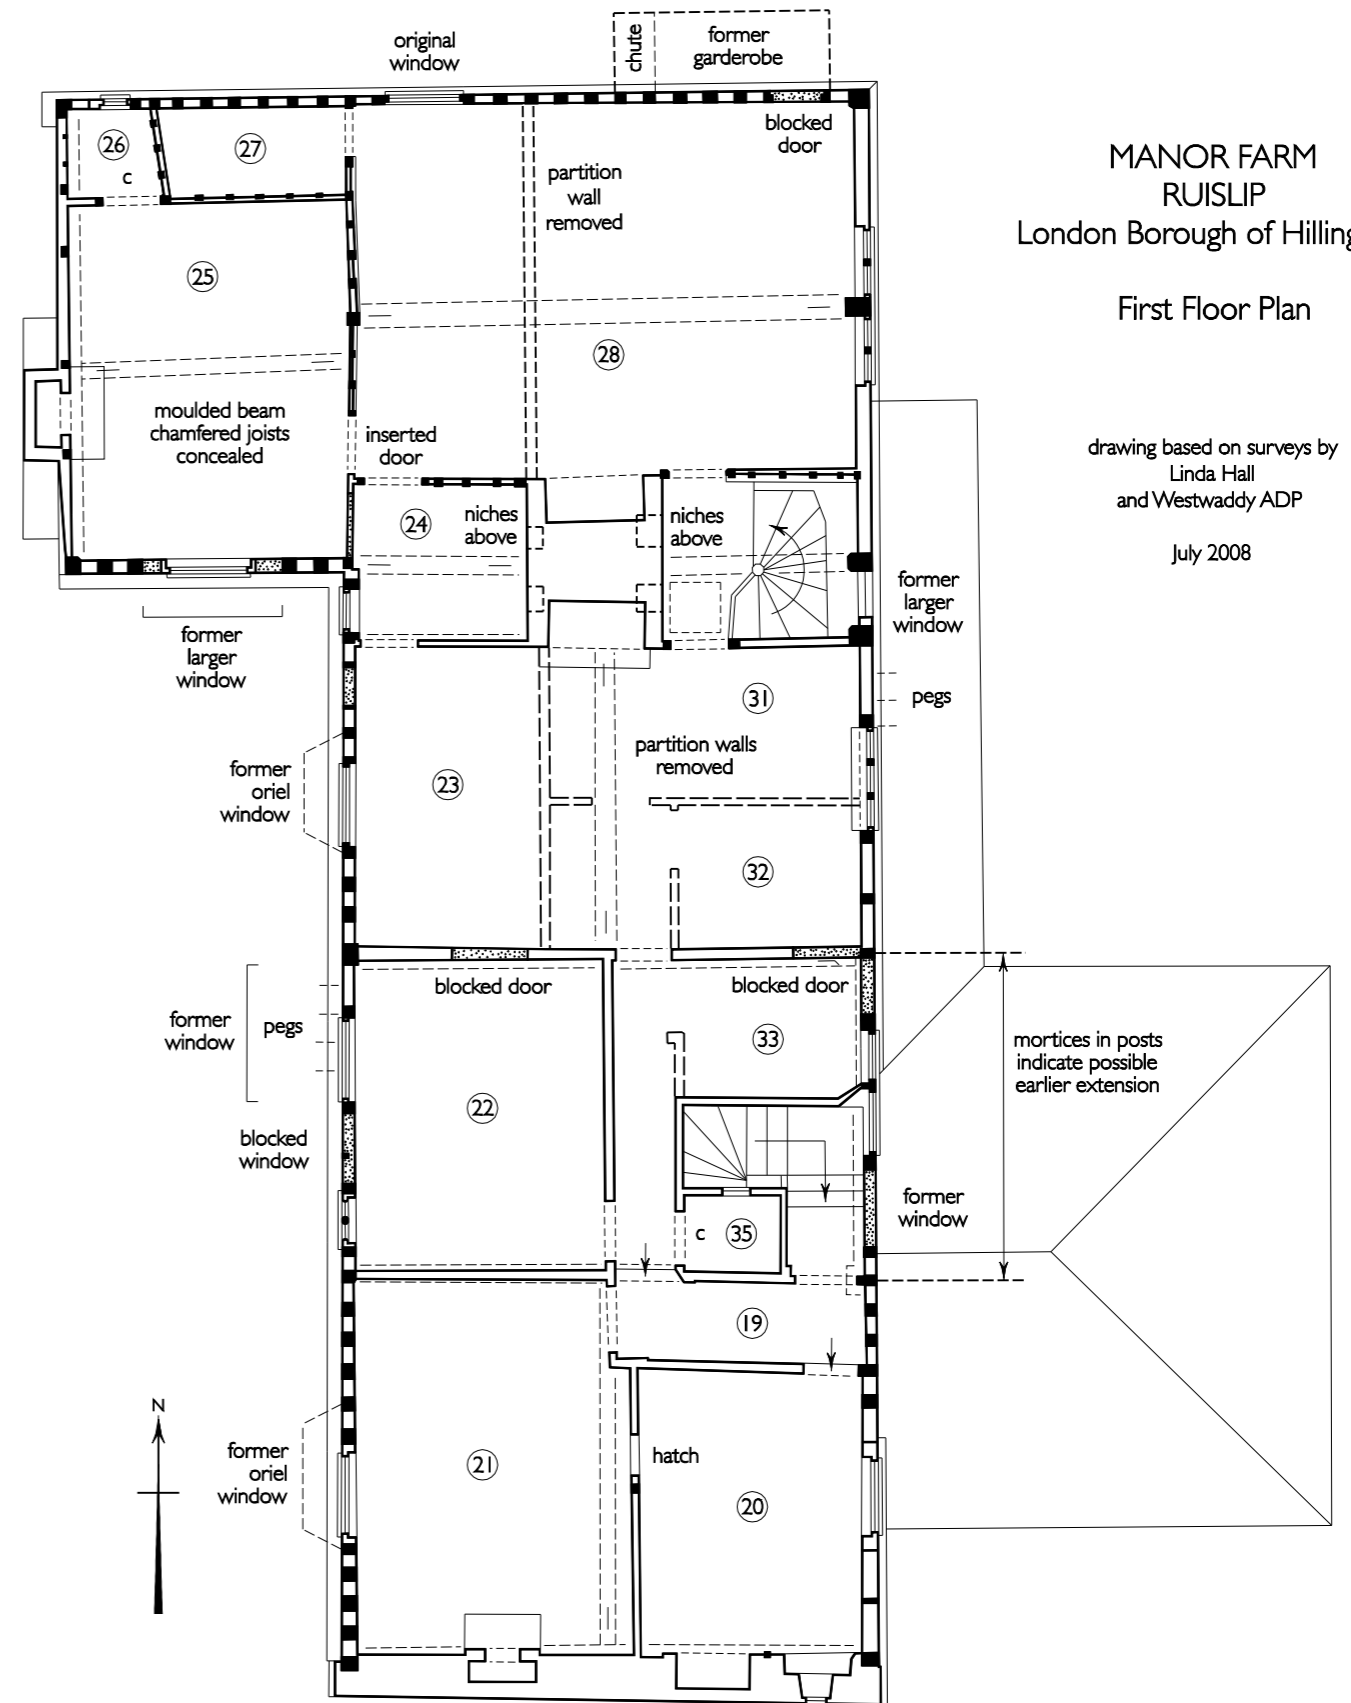 original
window
chute
former
garderobe
blocked
door
26
c
27
partition
wall
removed
MANOR FARM
RUISLIP
London Borough of Hilling
First Floor Plan
25
28
moulded beam
chamfered joists
concealed
inserted
door
drawing based on surveys by
Linda Hall
and Westwaddy ADP
July 2008
24
niches
above
niches
above
former
larger
window
former
larger
window
31
pegs
partition walls
removed
former
oriel
window
23
32
blocked door
blocked door
former
window
pegs
33
mortices in posts
indicate possible
earlier extension
22
blocked
window
former
window
c
35
19
N
former
oriel
window
21
hatch
20